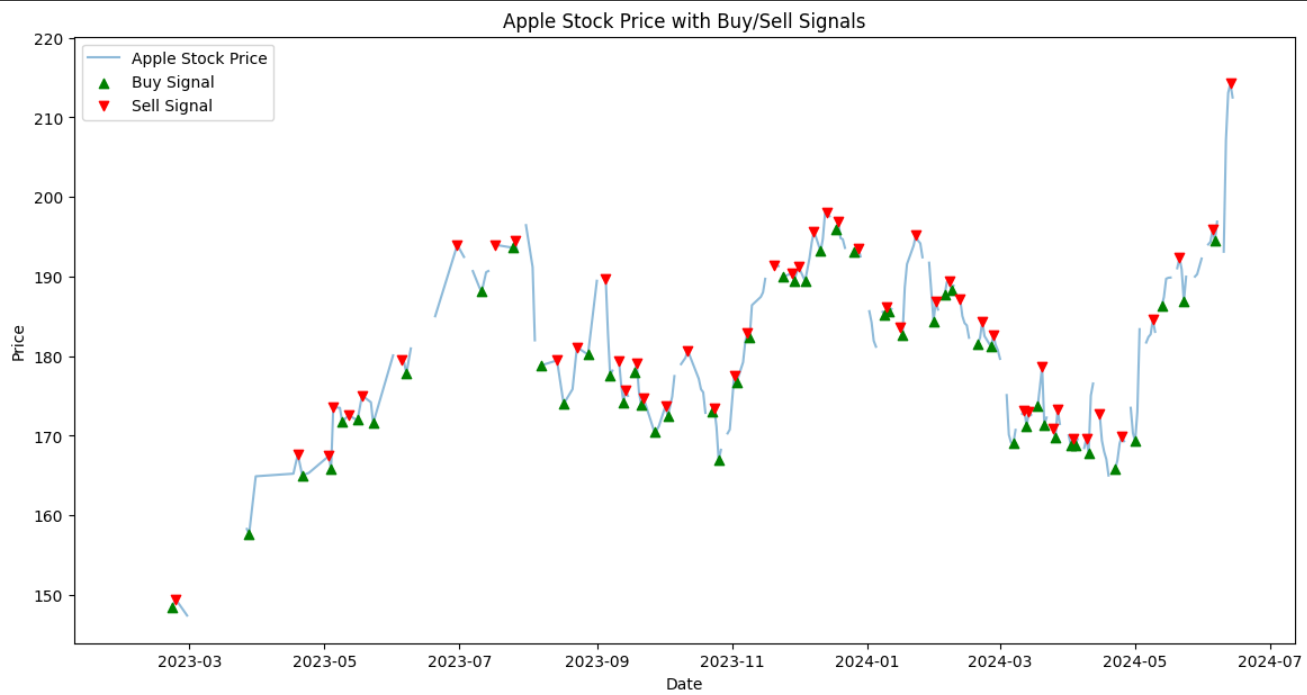 Apple Stock Price with Buy/Sell Signals
220
210
200
190
180
170
160
150
Price
Apple Stock Price
Buy Signal
Sell Signal
2023-03
2023-05
2023-07
2023-09
2023-11
2024-01
2024-03
2024-05
2024-07
Date